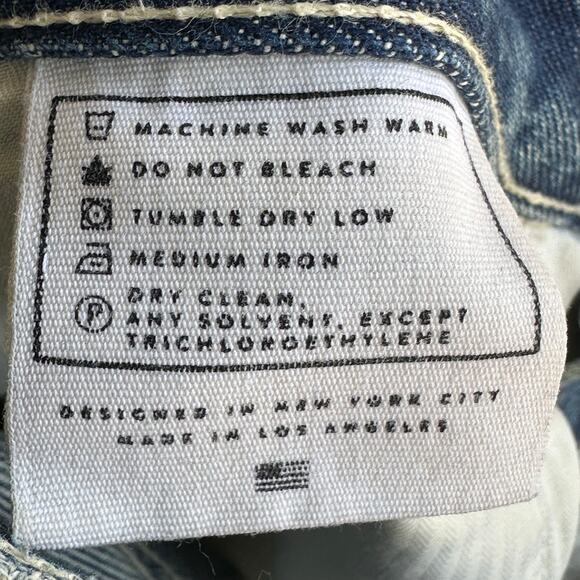 MACHINE WASH WARM
DO NOT BLEACH
TUMBLE DRY LOW
MEDIUM IRON
P
DRY CLEAN,
ANY SOLVENT, EXCEPT
TRICHLOROETHYLENE
DESIGNED IN NEW YORK CITY
MADE IN LOS ANGELES